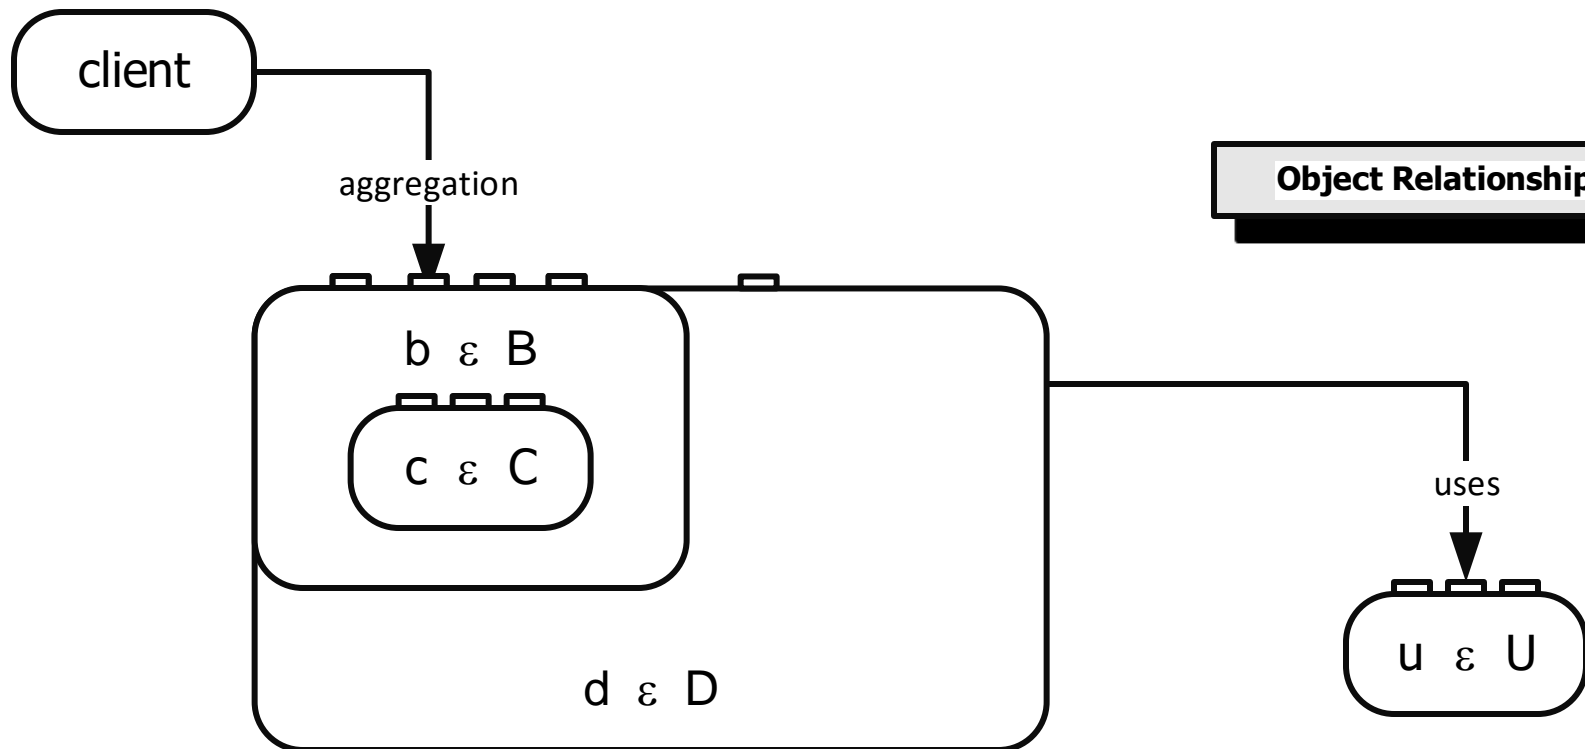 client
aggregation
Object Relationship
b ε B
c ε C
uses
u ε U
d ε D